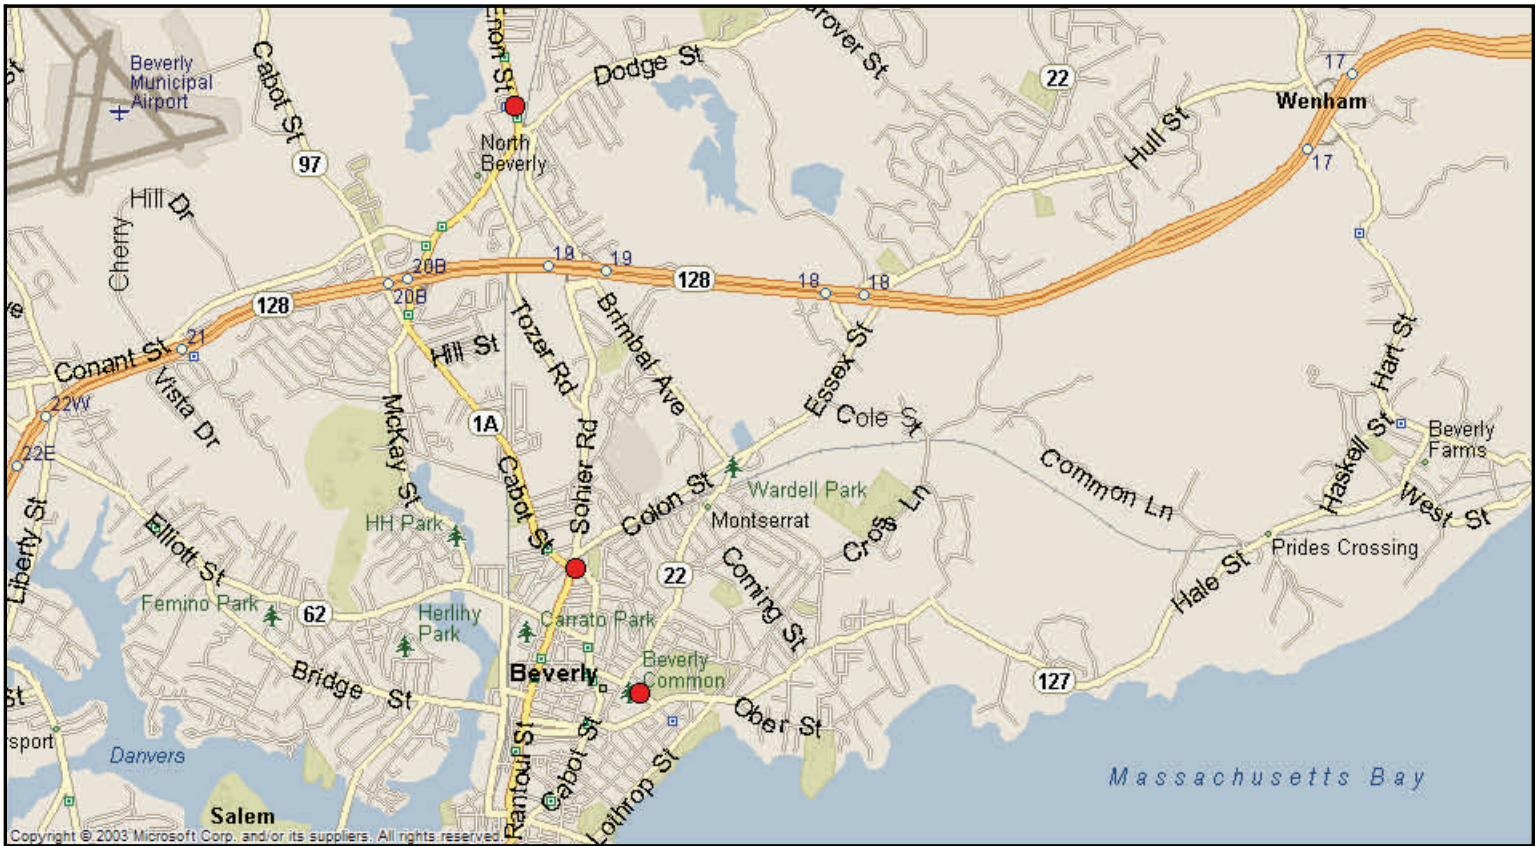 Enon St
Grover St
Dodge St
Cabot St
Beverly
Municipal
Airport
22
17
Wenham
Hull St
North
Beverly
97
17
Hill Dr
Cherry
20B
19
19
128
18
18
20B
128
21
Conant St
Vista Dr
Hill St
Tozer Rd
Brimbal Ave
Essex St
Hart St
22W
22E
McKay St
1A
Cole St
Sohier Rd
Cabot St
Colon St
Wardell Park
Montserrat
Cross Ln
Common Ln
Haskell St
Beverly
Farms
West St
Liberty St
Elliott St
HH Park
22
Corning St
Prides Crossing
Hale St
Femino Park
62
Herlihy
Park
Carrato Park
Beverly
Beverly
Common
Bridge St
127
Ober St
St
rsport
Danvers
Rantoul St
Cabot St
Lothrop St
Massachusetts Bay
Salem
Copyright © 2003 Microsoft Corp. and/or its suppliers. All rights reserved.